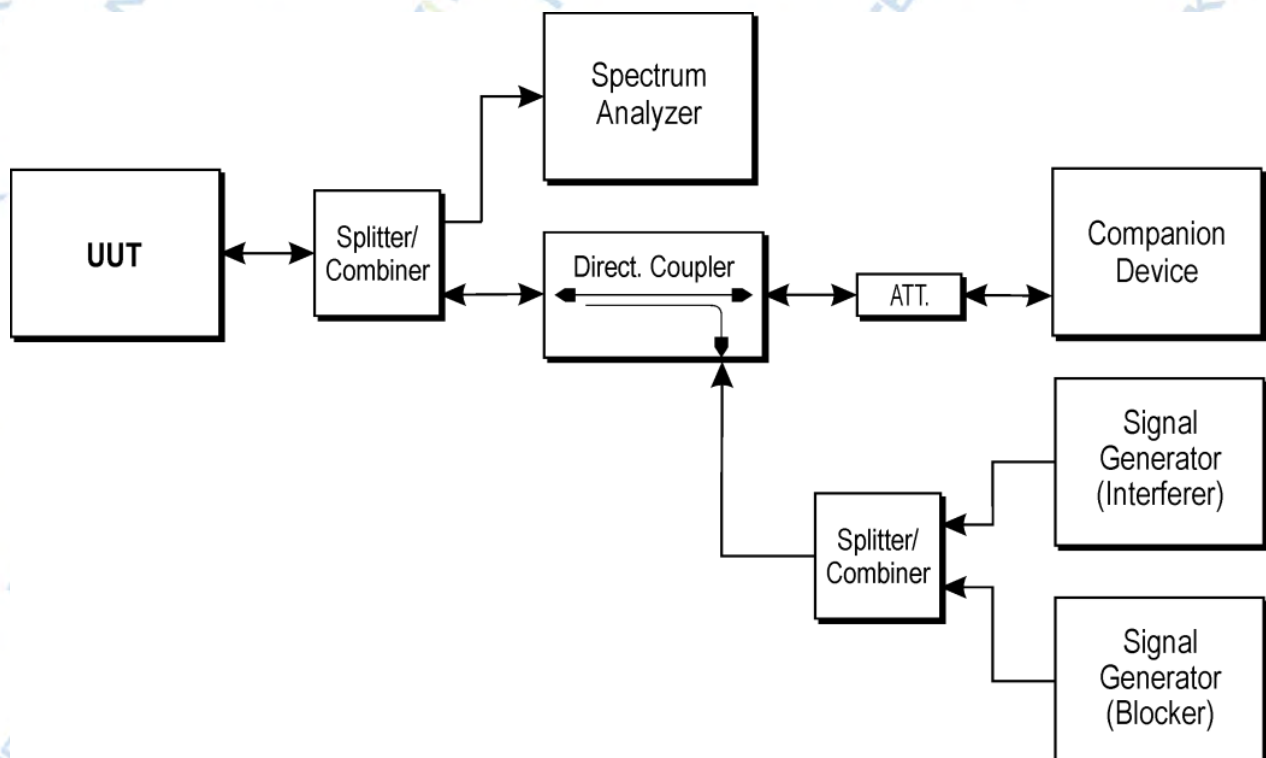 Spectrum
Analyzer
UUT
Splitter/
Combiner
Direct. Coupler
ATT.
Companion
Device
Signal
Generator
(Interferer)
Splitter/
Combiner
Signal
Generator
(Blocker)